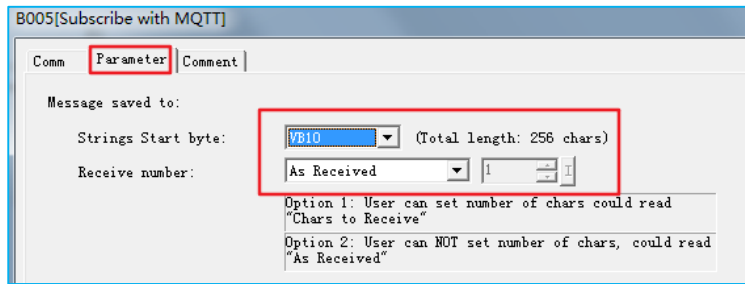 B005[Subscribe with MQTT]
Comm Parameter Comment
Message saved to:
Strings Start byte: VB10 (Total length: 256 chars)
Receive number: As Received 1 I
Option 1: User can set number of chars could read
"Chars to Receive"
Option 2: User can NOT set number of chars, could read
"As Received"